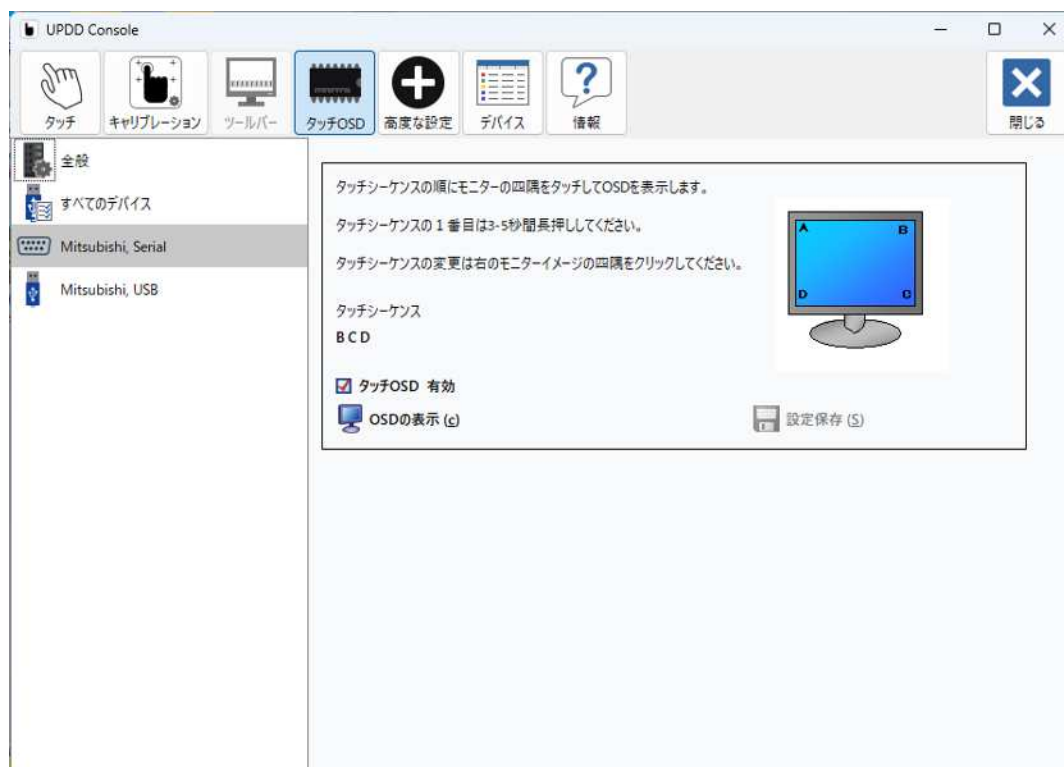 UPDD Console
タッチ
キャリブレーション
ツールバー
タッチOSD
高度な設定
デバイス
情報
閉じる
全般
すべてのデバイス
Mitsubishi, Serial
Mitsubishi, USB
タッチシーケンスの順にモニターの四隅をタッチしてOSDを表示します。
タッチシーケンスの１番目は3-5秒間長押ししてください。
タッチシーケンスの変更は右のモニターイメージの四隅をクリックしてください。
A B
D C
タッチシーケンス
B C D
タッチOSD 有効
OSDの表示 (c)
設定保存 (S)